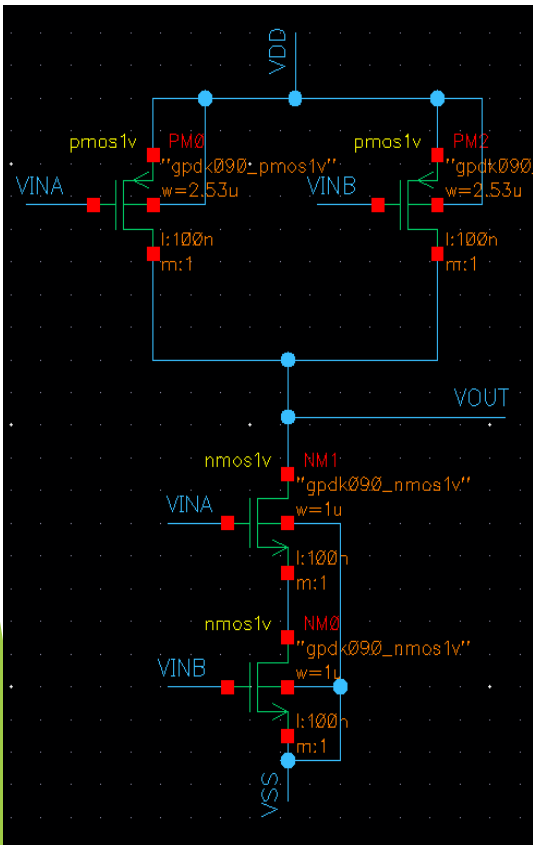 VDD
pmos1v PM0
"gpdk090_pmos1v"
VINA
w=2.53u
l:100n
m:1
pmos1v PM2
"gpdk090
VINB
w=2.53u
l:100n
m:1
VOUT
nmos1v NM1
"gpdk090_nmos1v"
VINA
w=1u
l:100n
m:1
nmos1v NM0
"gpdk090_nmos1v"
VINB
w=1u
l:100n
m:1
VSS